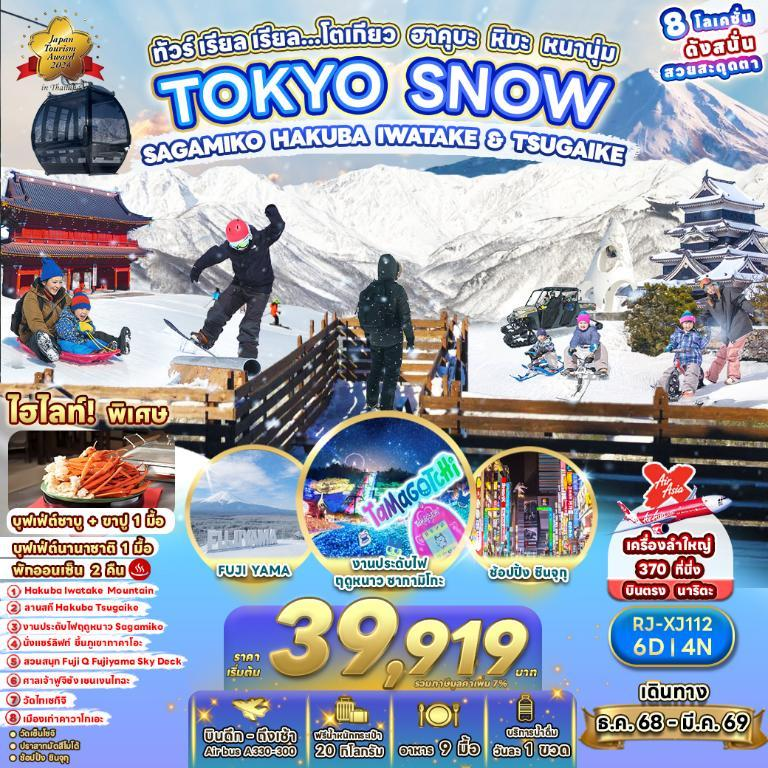 Japan
Tourism
Award
2024
in Thailand
ทัวร์ เรียล เรียล...โตเกียว ฮาคุบะ หิมะ หนานุ่ม
TOKYO SNOW
SAGAMIKO HAKUBA IWATAKE & TSUGAIKE
8 โลเคชั่น
ดังสนั่น
สวยสะดุดตา
ไฮไลท์! พิเศษ
บุฟเฟ่ต์ชาบู + ขาปู 1 มื้อ
บุฟเฟ่ต์นานาชาติ 1 มื้อ
พักออนเซ็น 2 คืน
1 Hakuba Iwatake Mountain
2 ลานสกี Hakuba Tsugaike
3 งานประดับไฟฤดูหนาว Sagamiko
4 นั่งแชร์ลิฟท์ ขึ้นภูเขาทาคาโอะ
5 สวนสนุก Fuji Q Fujiyama Sky Deck
6 ศาลเจ้าฟูจิซัง เซนเงนไทฉะ
7 วัดไทเซกิจิ
8 เมืองเก่าคาวาโกเอะ
วัดเซ็นโซจิ
ปราสาทมัตสึโมโต้
ช้อปปิ้ง ชินจูกุ
FUJIYAMA
FUJI YAMA
TAMAGOTCHI
งานประดับไฟ
ฤดูหนาว ซากามิโกะ
ช้อปปิ้ง ชินจูกุ
Air
Asia
เครื่องลำใหญ่
370 ที่นั่ง
บินตรง นาริตะ
RJ-XJ112
6D | 4N
เดินทาง
ธ.ค. 68 - มี.ค. 69
ราคา
เริ่มต้น
39,919
บาท
รวมภาษีมูลค่าเพิ่ม 7%
บินดึก - ถึงเช้า
Airbus A330-300
ฟรีน้ำหนักกระเป๋า
20 กิโลกรัม
อาหาร 9 มื้อ
บริการน้ำดื่ม
วันละ 1 ขวด